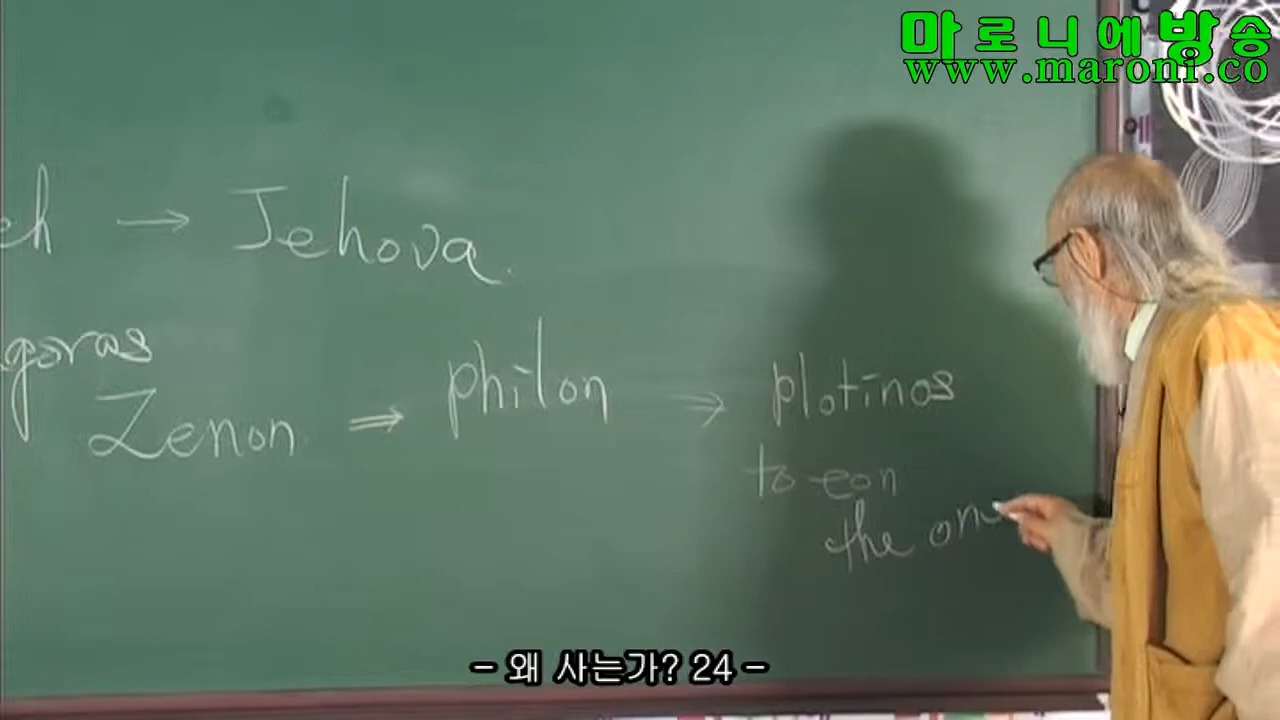 마로니에방송
www.maroni.co
eh → Jehova.
goras
Zenon ⇒ philon → plotinos
to eon
the one
- 왜 사는가? 24 -